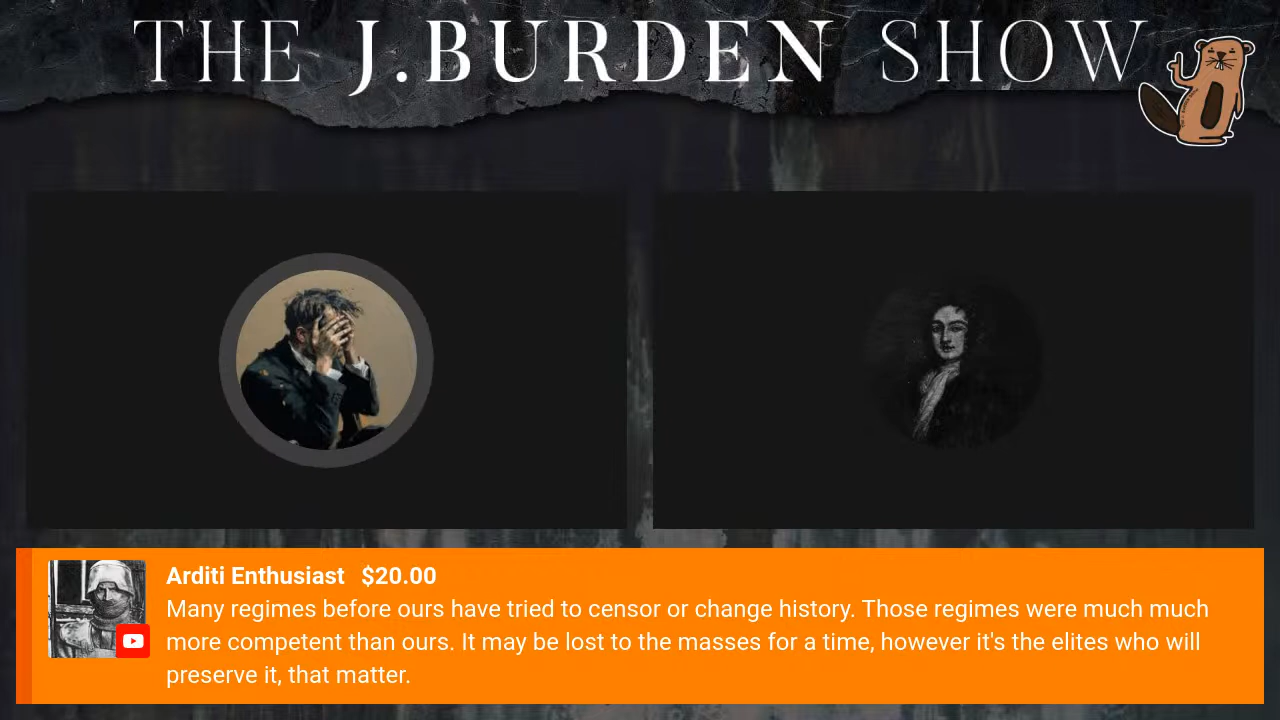 THE J.BURDEN SHOW
Arditi Enthusiast $20.00
Many regimes before ours have tried to censor or change history. Those regimes were much much
more competent than ours. It may be lost to the masses for a time, however it's the elites who will
preserve it, that matter.